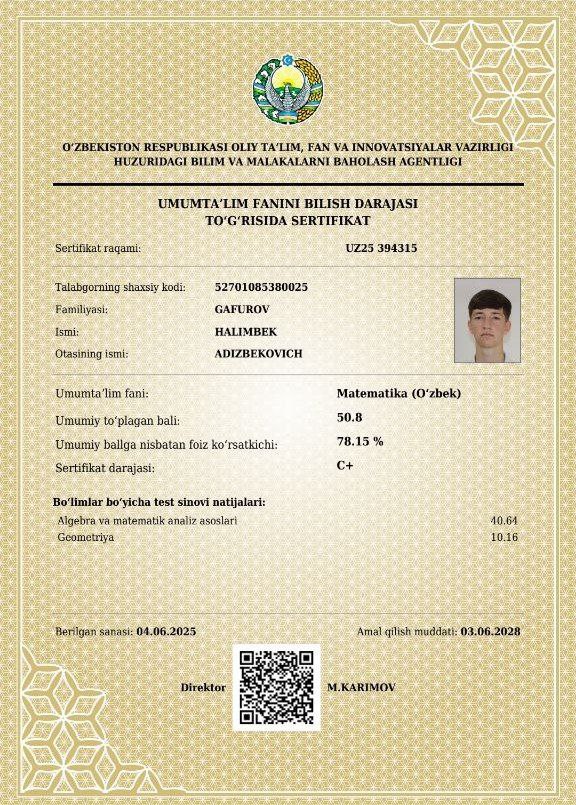 O‘ZBEKISTON RESPUBLIKASI OLIY TA’LIM, FAN VA INNOVATSIYALAR VAZIRLIGI
HUZURIDAGI BILIM VA MALAKALARNI BAHOLASH AGENTLIGI
UMUMTA’LIM FANINI BILISH DARAJASI
TO‘G‘RISIDA SERTIFIKAT
Sertifikat raqami: UZ25 394315
Talabgorning shaxsiy kodi: 52701085380025
Familiyasi: GAFUROV
Ismi: HALIMBEK
Otasining ismi: ADIZBEKOVICH
Umumta’lim fani: Matematika (O‘zbek)
Umumiy to‘plagan bali: 50.8
Umumiy ballga nisbatan foiz ko‘rsatkichi: 78.15 %
Sertifikat darajasi: C+
Bo‘limlar bo‘yicha test sinovi natijalari:
Algebra va matematik analiz asoslari 40.64
Geometriya 10.16
Berilgan sanasi: 04.06.2025 Amal qilish muddati: 03.06.2028
Direktor M.KARIMOV